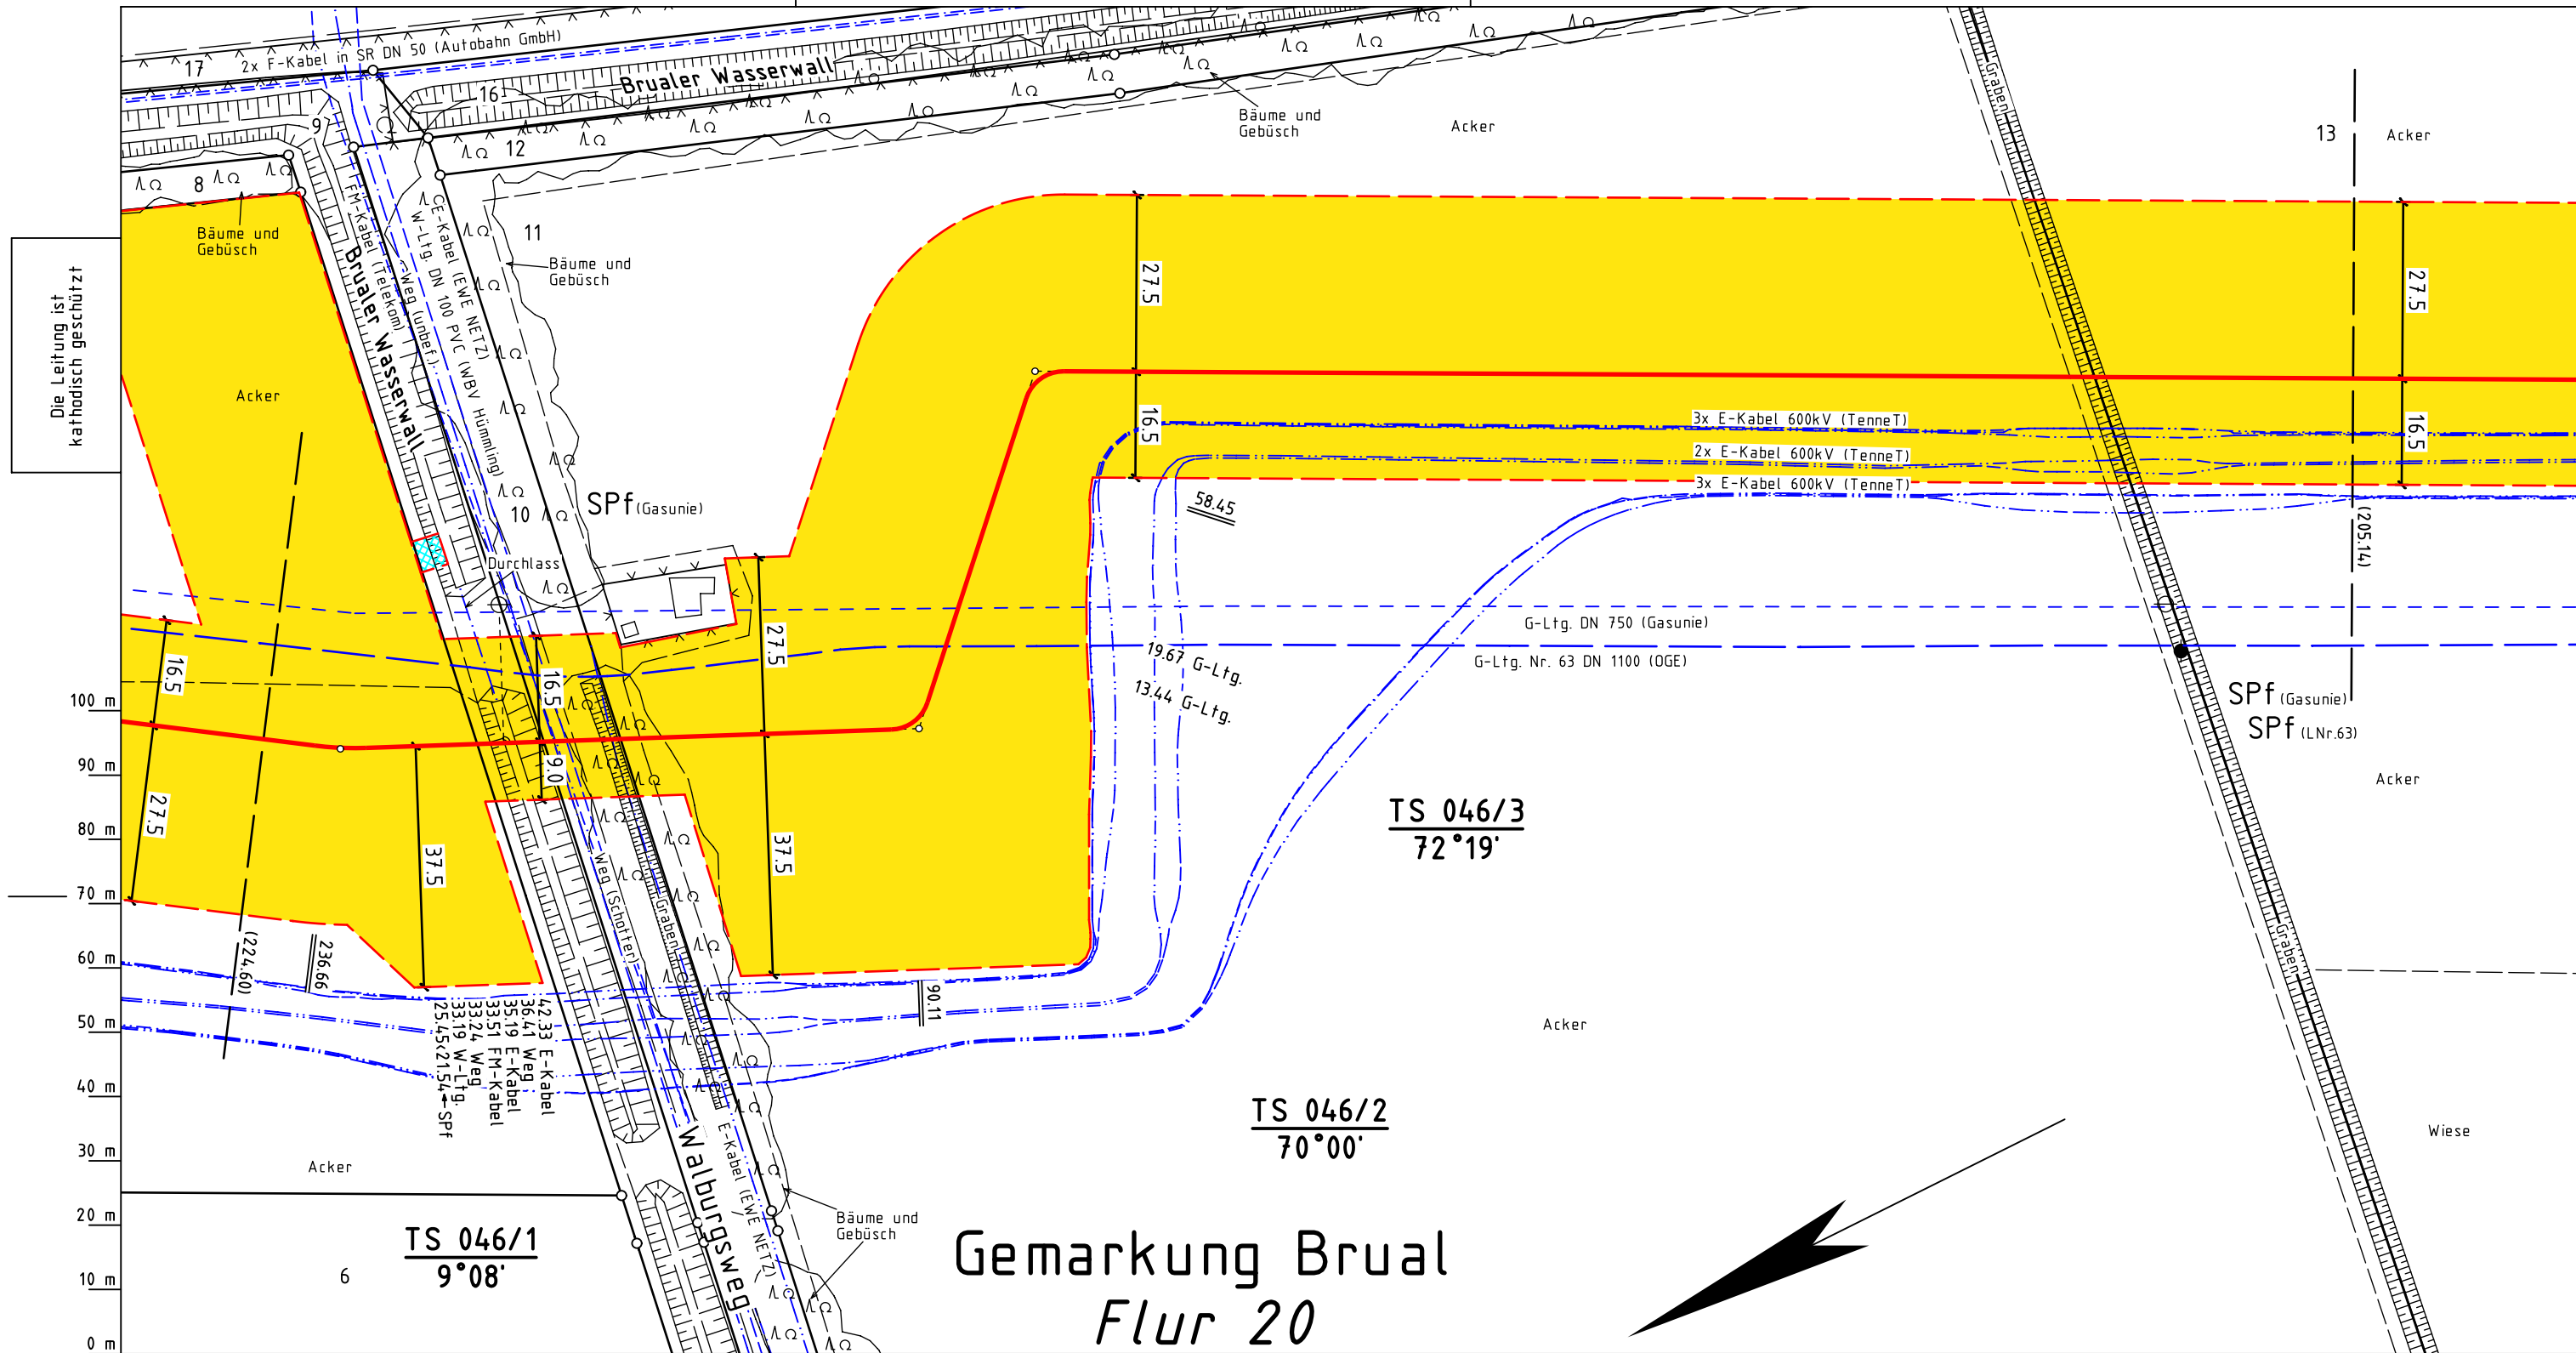 17
2x F-Kabel in SR DN 50 (Autobahn GmbH)
16
Brualer Wasserwall
9
12
8
Bäume und
Gebüsch
Acker
Graben
13
Acker
Bäume und
Gebüsch
11
Bäume und
Gebüsch
Die Leitung ist
kathodisch geschützt
FM-Kabel (Telekom)
Brualer Wasserwall
Weg (unbef.)
W-Ltg. DN 100 PVC (WBV Hümmling)
E-Kabel (EWE NETZ)
27.5
27.5
Acker
16.5
16.5
3x E-Kabel 600kV (TenneT)
2x E-Kabel 600kV (TenneT)
3x E-Kabel 600kV (TenneT)
10
SPf (Gasunie)
58.45
(205.14)
Durchlass
G-Ltg. DN 750 (Gasunie)
G-Ltg. Nr. 63 DN 1100 (OGE)
27.5
16.5
16.5
19.67 G-Ltg.
13.44 G-Ltg.
SPf (Gasunie)
SPf (LNr.63)
100 m
90 m
80 m
70 m
60 m
50 m
40 m
30 m
20 m
10 m
0 m
9.0
27.5
37.5
37.5
Acker
TS 046/3
72°19'
Weg (Schotter)
Graben
Graben
(224.60)
236.66
90.11
42.33 E-Kabel
36.41 Weg
35.19 E-Kabel
33.51 FM-Kabel
33.24 Weg
33.19 W-Ltg.
25.45<21.54→SPf
Acker
TS 046/2
70°00'
Wiese
Acker
Walburgsweg
E-Kabel (EWE NETZ)
Bäume und
Gebüsch
TS 046/1
9°08'
6
Gemarkung Brual
Flur 20